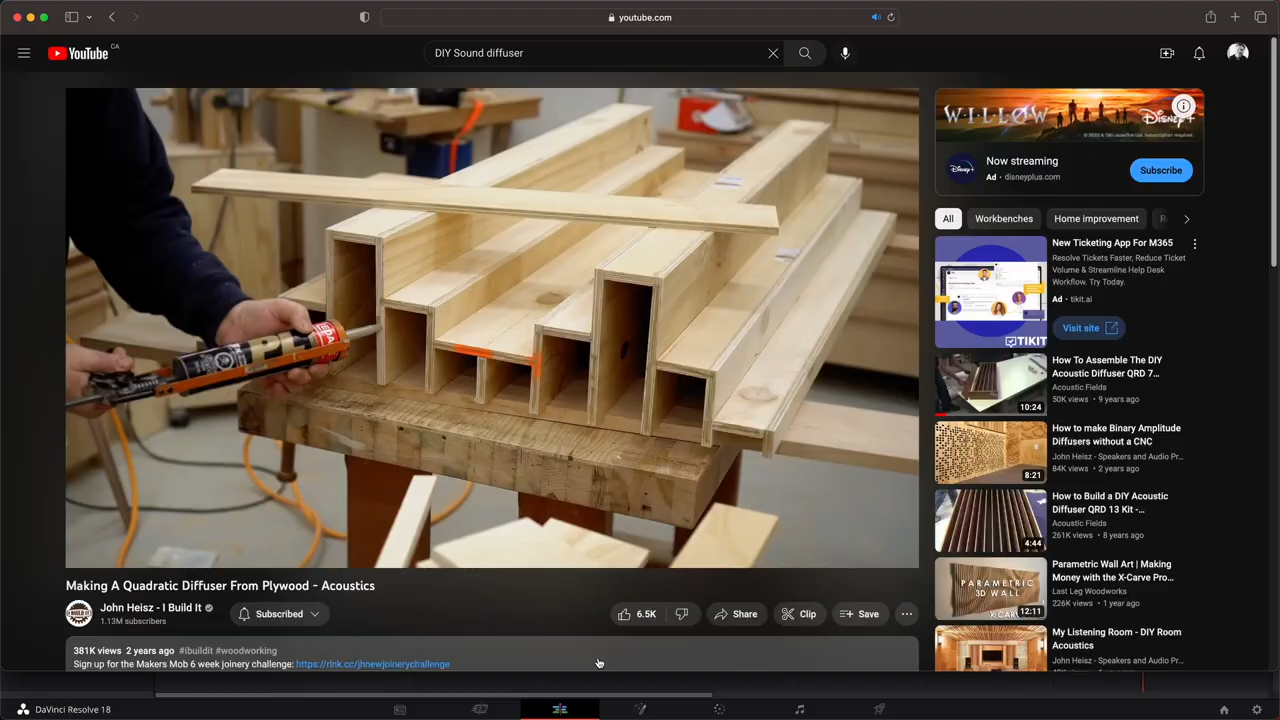 youtube.com
YouTube CA
DIY Sound diffuser
WILLOW
Disney+
Now streaming
Ad • disneyplus.com
Subscribe
All
Workbenches
Home improvement
New Ticketing App For M365
Resolve Tickets Faster, Reduce Ticket
Volume & Streamline Help Desk
Workflow. Try Today.
Ad • tikit.ai
Visit site
TIKIT
How To Assemble The DIY
Acoustic Diffuser QRD 7...
Acoustic Fields
50K views • 9 years ago
10:24
How to make Binary Amplitude
Diffusers without a CNC
John Heisz - Speakers and Audio Pr...
84K views • 2 years ago
8:21
How to Build a DIY Acoustic
Diffuser QRD 13 Kit -...
Acoustic Fields
261K views • 8 years ago
4:44
Parametric Wall Art | Making
Money with the X-Carve Pro...
Last Leg Woodworks
226K views • 1 year ago
PARAMETRIC
3D WALL
12:11
My Listening Room - DIY Room
Acoustics
John Heisz - Speakers and Audio Pr...
Making A Quadratic Diffuser From Plywood - Acoustics
John Heisz - I Build It
1.13M subscribers
Subscribed
6.5K
Share
Clip
Save
381K views 2 years ago #ibuildit #woodworking
Sign up for the Makers Mob 6 week joinery challenge: https://rlnk.cc/jhnewjoinerychallenge
DaVinci Resolve 18